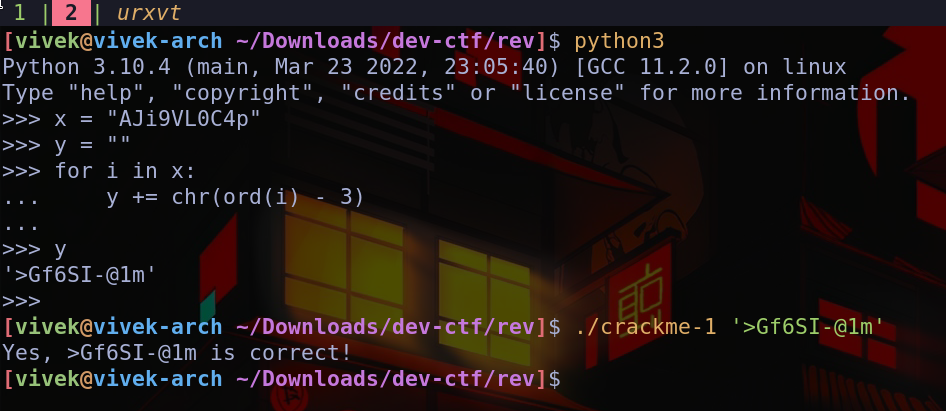 1 | 2 | urxvt
[vivek@vivek-arch ~/Downloads/dev-ctf/rev]$ python3
Python 3.10.4 (main, Mar 23 2022, 23:05:40) [GCC 11.2.0] on linux
Type "help", "copyright", "credits" or "license" for more information.
>>> x = "AJi9VL0C4p"
>>> y = ""
>>> for i in x:
...     y += chr(ord(i) - 3)
...
>>> y
'>Gf6SI-@1m'
>>>
[vivek@vivek-arch ~/Downloads/dev-ctf/rev]$ ./crackme-1 '>Gf6SI-@1m'
Yes, >Gf6SI-@1m is correct!
[vivek@vivek-arch ~/Downloads/dev-ctf/rev]$